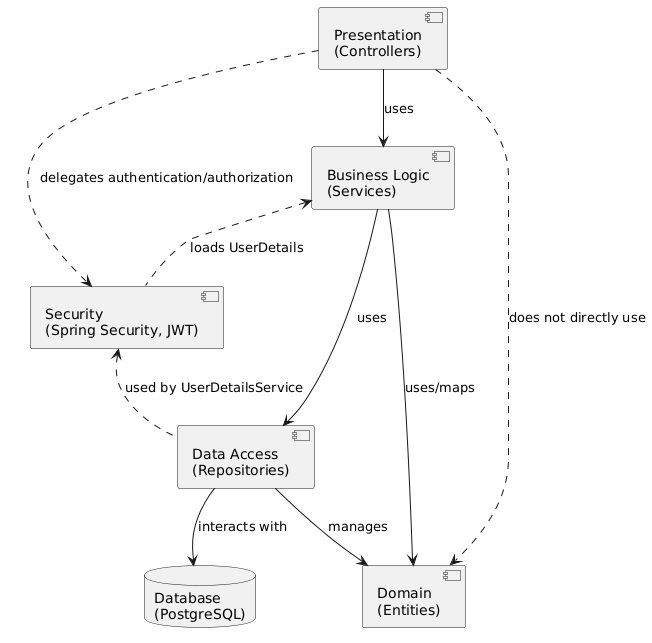 Presentation
(Controllers)
uses
Business Logic
(Services)
delegates authentication/authorization
loads UserDetails
Security
(Spring Security, JWT)
uses
does not directly use
used by UserDetailsService
uses/maps
Data Access
(Repositories)
interacts with
manages
Database
(PostgreSQL)
Domain
(Entities)